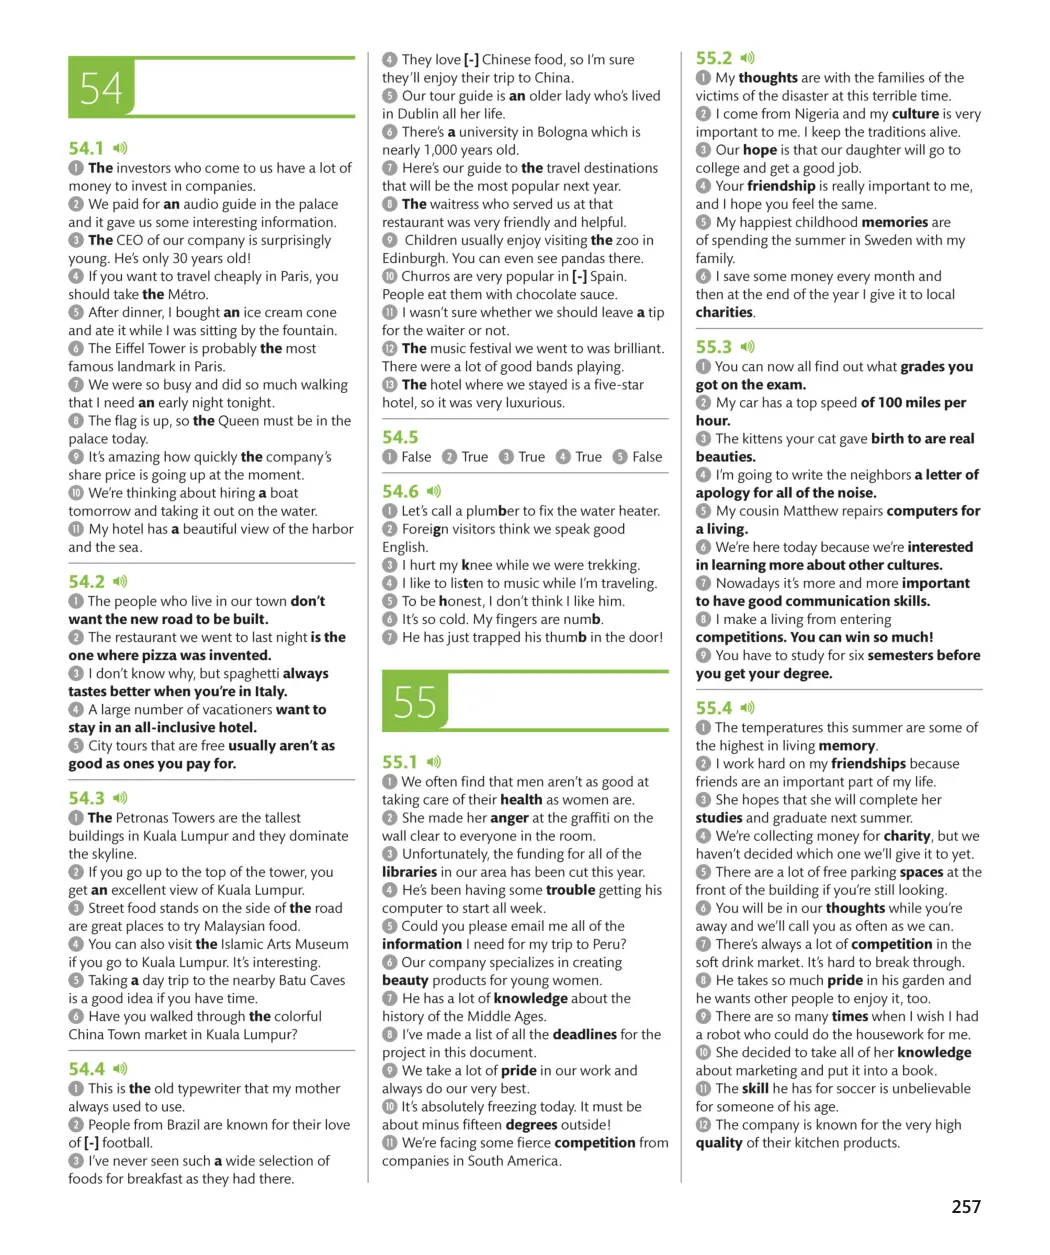 54
54.1
1 The investors who come to us have a lot of
money to invest in companies.
2 We paid for an audio guide in the palace
and it gave us some interesting information.
3 The CEO of our company is surprisingly
young. He's only 30 years old!
4 If you want to travel cheaply in Paris, you
should take the Métro.
5 After dinner, I bought an ice cream cone
and ate it while I was sitting by the fountain.
6 The Eiffel Tower is probably the most
famous landmark in Paris.
7 We were so busy and did so much walking
that I need an early night tonight.
8 The flag is up, so the Queen must be in the
palace today.
9 It's amazing how quickly the company's
share price is going up at the moment.
10 We're thinking about hiring a boat
tomorrow and taking it out on the water.
11 My hotel has a beautiful view of the harbor
and the sea.
54.2
1 The people who live in our town don't
want the new road to be built.
2 The restaurant we went to last night is the
one where pizza was invented.
3 I don't know why, but spaghetti always
tastes better when you're in Italy.
4 A large number of vacationers want to
stay in an all-inclusive hotel.
5 City tours that are free usually aren't as
good as ones you pay for.
54.3
1 The Petronas Towers are the tallest
buildings in Kuala Lumpur and they dominate
the skyline.
2 If you go up to the top of the tower, you
get an excellent view of Kuala Lumpur.
3 Street food stands on the side of the road
are great places to try Malaysian food.
4 You can also visit the Islamic Arts Museum
if you go to Kuala Lumpur. It's interesting.
5 Taking a day trip to the nearby Batu Caves
is a good idea if you have time.
6 Have you walked through the colorful
China Town market in Kuala Lumpur?
54.4
1 This is the old typewriter that my mother
always used to use.
2 People from Brazil are known for their love
of [-] football.
3 I've never seen such a wide selection of
foods for breakfast as they had there.
4 They love [-] Chinese food, so I'm sure
they'll enjoy their trip to China.
5 Our tour guide is an older lady who's lived
in Dublin all her life.
6 There's a university in Bologna which is
nearly 1,000 years old.
7 Here's our guide to the travel destinations
that will be the most popular next year.
8 The waitress who served us at that
restaurant was very friendly and helpful.
9 Children usually enjoy visiting the zoo in
Edinburgh. You can even see pandas there.
10 Churros are very popular in [-] Spain.
People eat them with chocolate sauce.
11 I wasn't sure whether we should leave a tip
for the waiter or not.
12 The music festival we went to was brilliant.
There were a lot of good bands playing.
13 The hotel where we stayed is a five-star
hotel, so it was very luxurious.
54.5
1 False 2 True 3 True 4 True 5 False
54.6
1 Let's call a plumber to fix the water heater.
2 Foreign visitors think we speak good
English.
3 I hurt my knee while we were trekking.
4 I like to listen to music while I'm traveling.
5 To be honest, I don't think I like him.
6 It's so cold. My fingers are numb.
7 He has just trapped his thumb in the door!
55
55.1
1 We often find that men aren't as good at
taking care of their health as women are.
2 She made her anger at the graffiti on the
wall clear to everyone in the room.
3 Unfortunately, the funding for all of the
libraries in our area has been cut this year.
4 He's been having some trouble getting his
computer to start all week.
5 Could you please email me all of the
information I need for my trip to Peru?
6 Our company specializes in creating
beauty products for young women.
7 He has a lot of knowledge about the
history of the Middle Ages.
8 I've made a list of all the deadlines for the
project in this document.
9 We take a lot of pride in our work and
always do our very best.
10 It's absolutely freezing today. It must be
about minus fifteen degrees outside!
11 We're facing some fierce competition from
companies in South America.
55.2
1 My thoughts are with the families of the
victims of the disaster at this terrible time.
2 I come from Nigeria and my culture is very
important to me. I keep the traditions alive.
3 Our hope is that our daughter will go to
college and get a good job.
4 Your friendship is really important to me,
and I hope you feel the same.
5 My happiest childhood memories are
of spending the summer in Sweden with my
family.
6 I save some money every month and
then at the end of the year I give it to local
charities.
55.3
1 You can now all find out what grades you
got on the exam.
2 My car has a top speed of 100 miles per
hour.
3 The kittens your cat gave birth to are real
beauties.
4 I'm going to write the neighbors a letter of
apology for all of the noise.
5 My cousin Matthew repairs computers for
a living.
6 We're here today because we're interested
in learning more about other cultures.
7 Nowadays it's more and more important
to have good communication skills.
8 I make a living from entering
competitions. You can win so much!
9 You have to study for six semesters before
you get your degree.
55.4
1 The temperatures this summer are some of
the highest in living memory.
2 I work hard on my friendships because
friends are an important part of my life.
3 She hopes that she will complete her
studies and graduate next summer.
4 We're collecting money for charity, but we
haven't decided which one we'll give it to yet.
5 There are a lot of free parking spaces at the
front of the building if you're still looking.
6 You will be in our thoughts while you're
away and we'll call you as often as we can.
7 There's always a lot of competition in the
soft drink market. It's hard to break through.
8 He takes so much pride in his garden and
he wants other people to enjoy it, too.
9 There are so many times when I wish I had
a robot who could do the housework for me.
10 She decided to take all of her knowledge
about marketing and put it into a book.
11 The skill he has for soccer is unbelievable
for someone of his age.
12 The company is known for the very high
quality of their kitchen products.
257